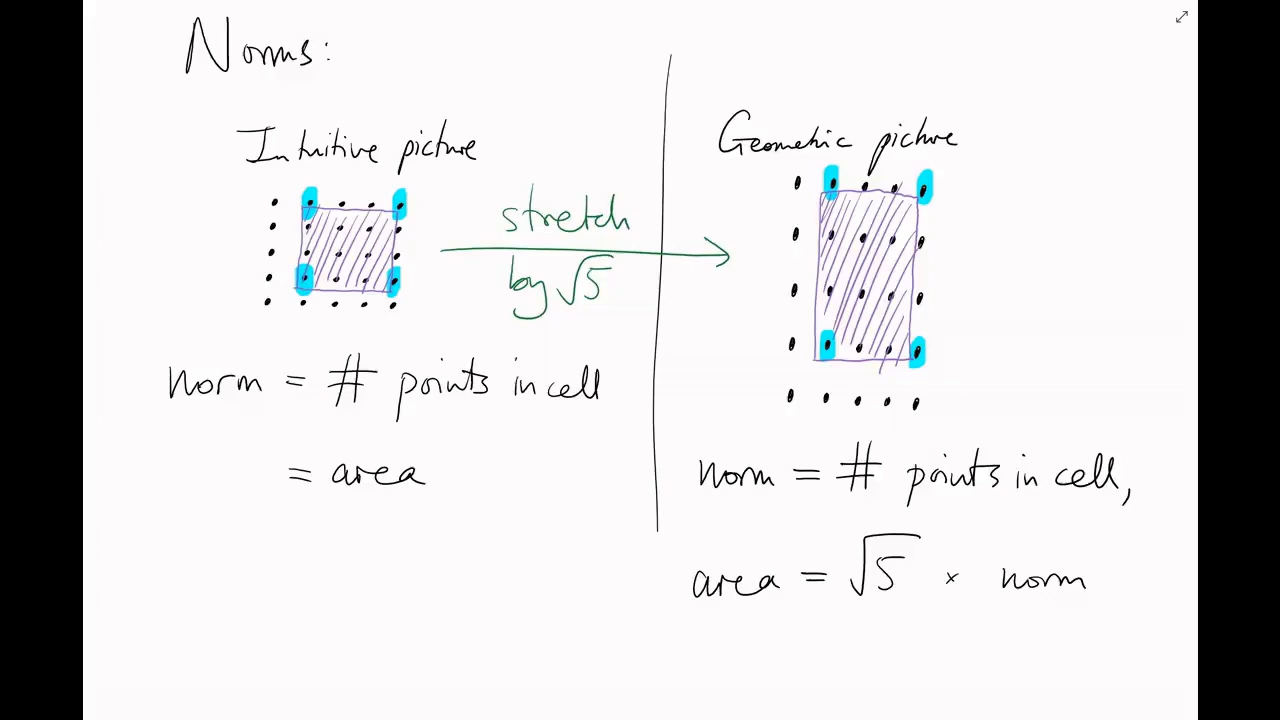 Norms:
Intuitive picture
stretch
by √5
norm = # points in cell
= area
Geometric picture
norm = # points in cell,
area = √5 × norm